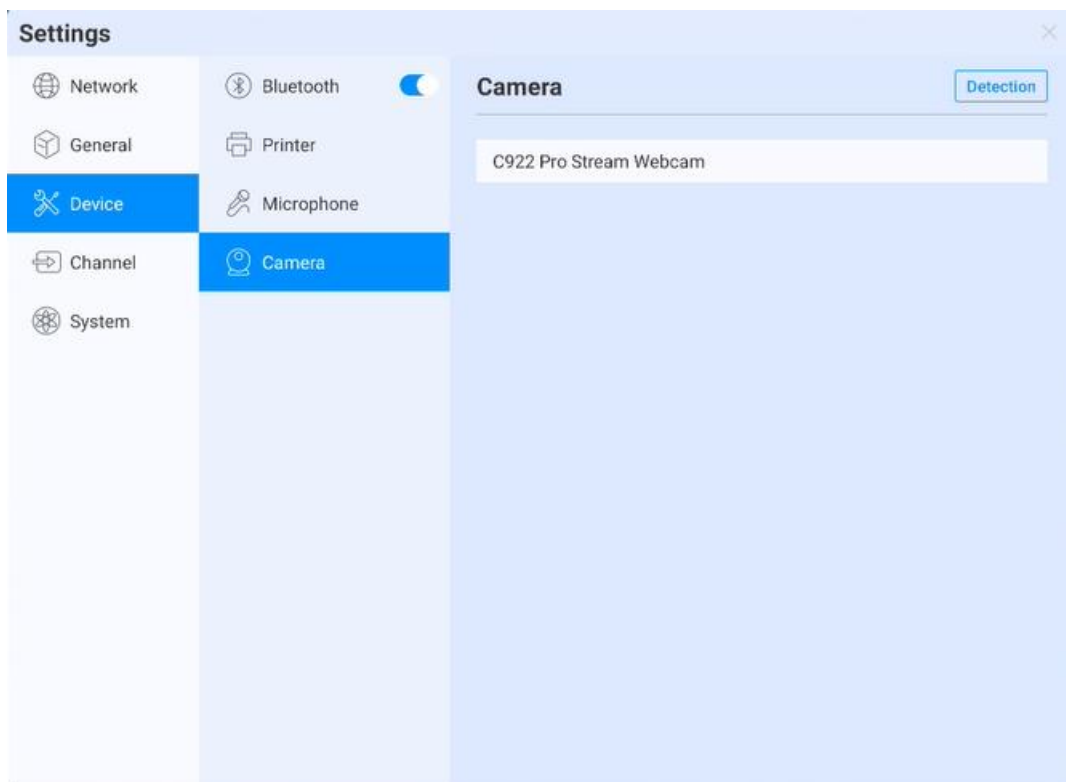 Settings
Network
General
Device
Channel
System
Bluetooth
Printer
Microphone
Camera
Camera
Detection
C922 Pro Stream Webcam